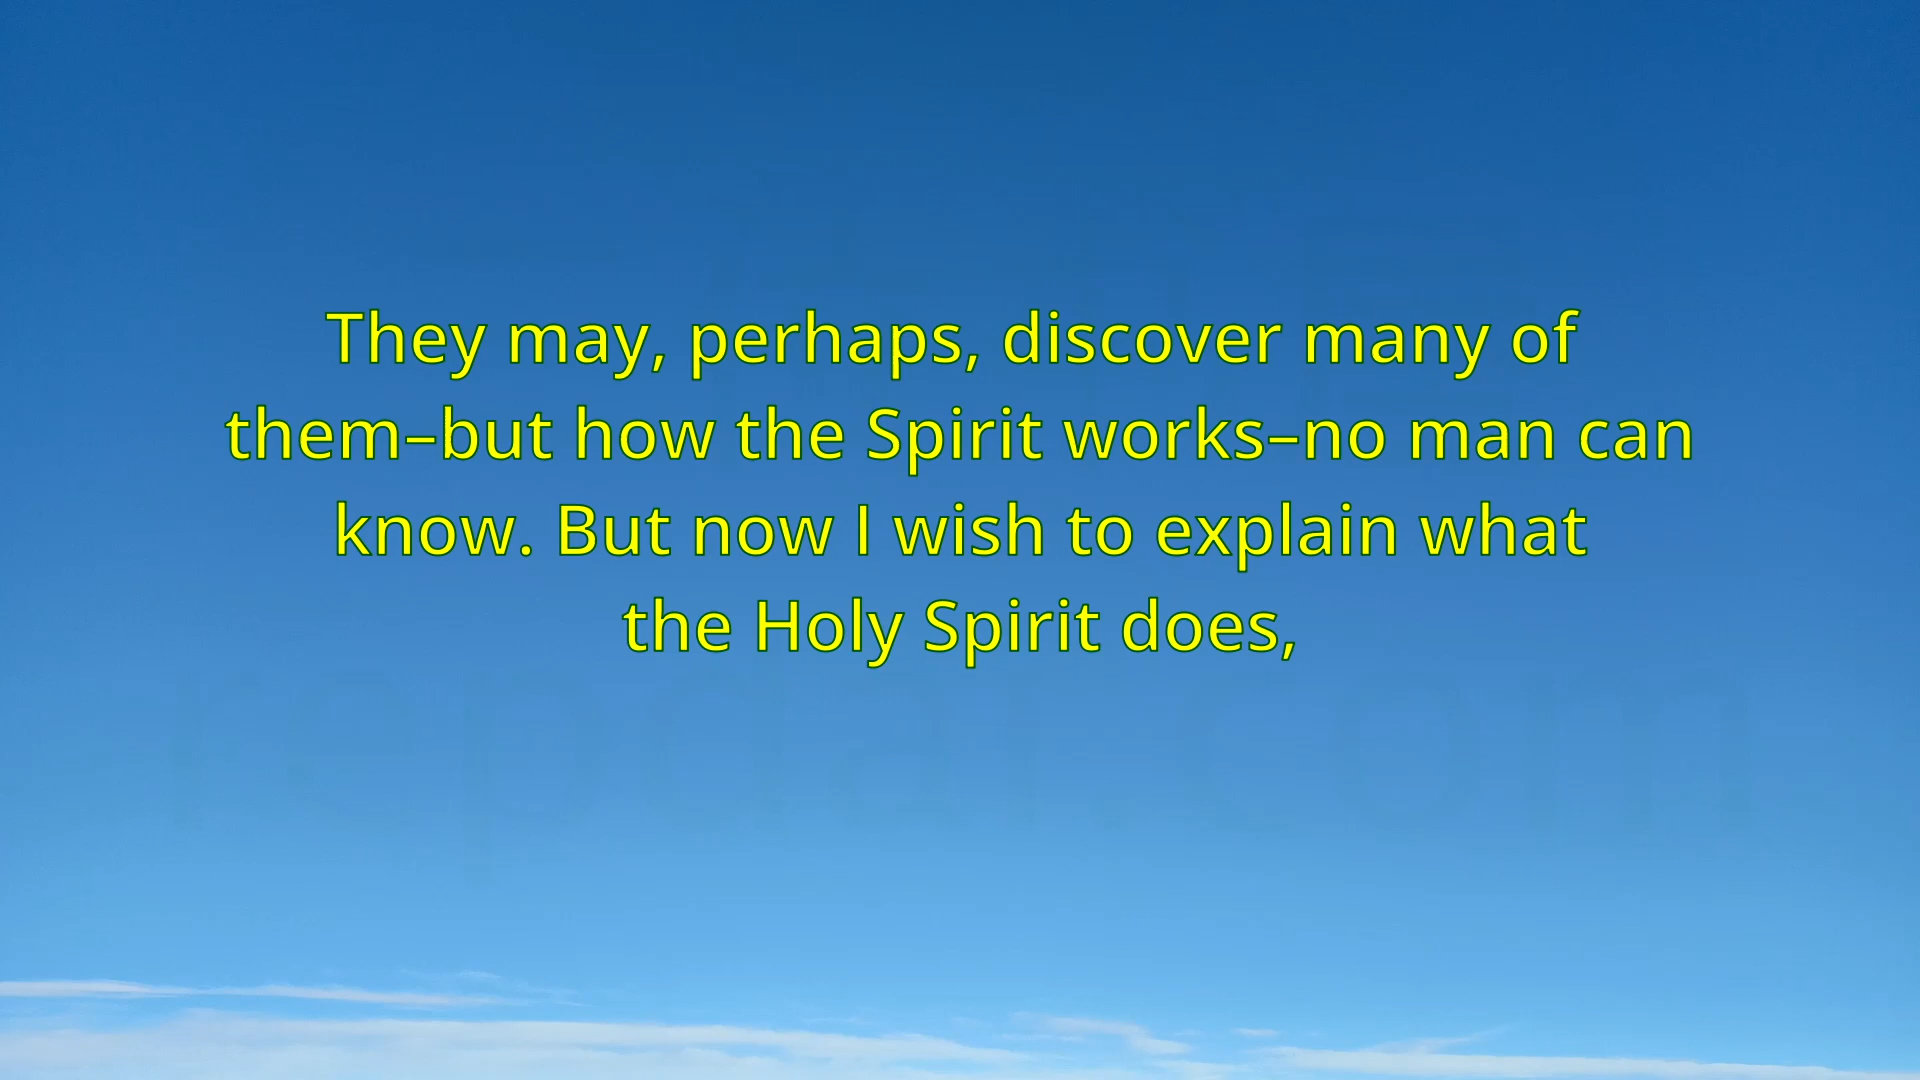 They may, perhaps, discover many of
them–but how the Spirit works–no man can
know. But now I wish to explain what
the Holy Spirit does,